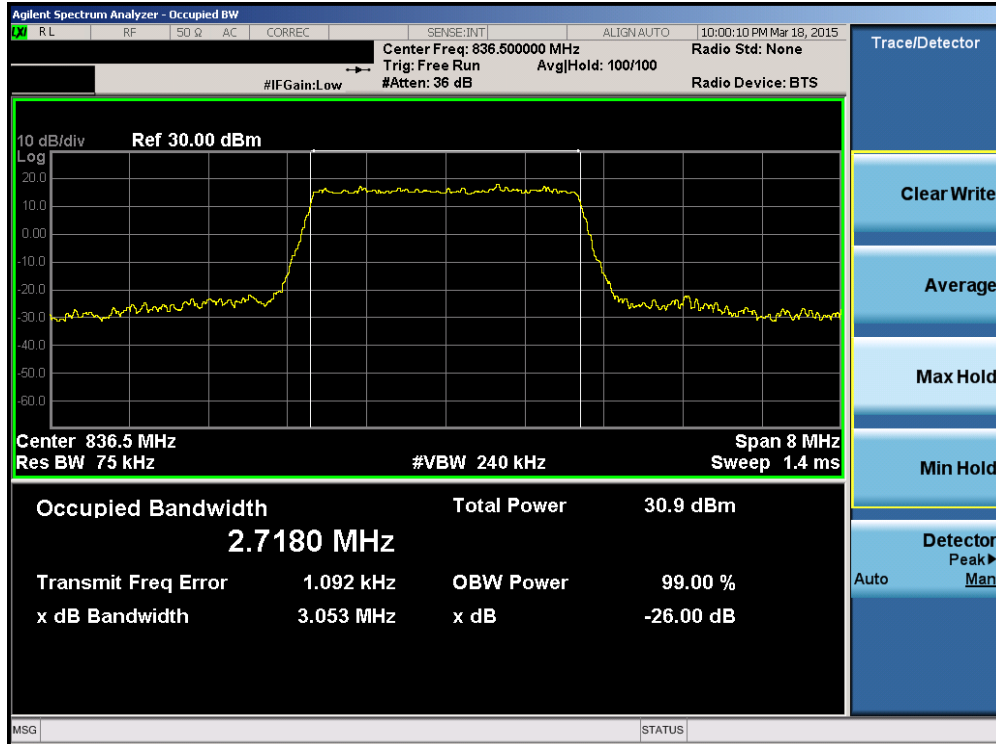 Agilent Spectrum Analyzer - Occupied BW
LXI RL RF 50 Ω AC CORREC SENSE:INT ALIGN AUTO 10:00:10 PM Mar 18, 2015
Center Freq: 836.500000 MHz Radio Std: None
Trig: Free Run Avg|Hold: 100/100
#IFGain:Low #Atten: 36 dB Radio Device: BTS
Trace/Detector
10 dB/div Ref 30.00 dBm
Log
20.0
10.0
0.00
-10.0
-20.0
-30.0
-40.0
-50.0
-60.0
Center 836.5 MHz Span 8 MHz
Res BW 75 kHz #VBW 240 kHz Sweep 1.4 ms
Occupied Bandwidth Total Power 30.9 dBm
2.7180 MHz
Transmit Freq Error 1.092 kHz OBW Power 99.00 %
x dB Bandwidth 3.053 MHz x dB -26.00 dB
Clear Write
Average
Max Hold
Min Hold
Detector
Peak▶
Auto Man
MSG STATUS